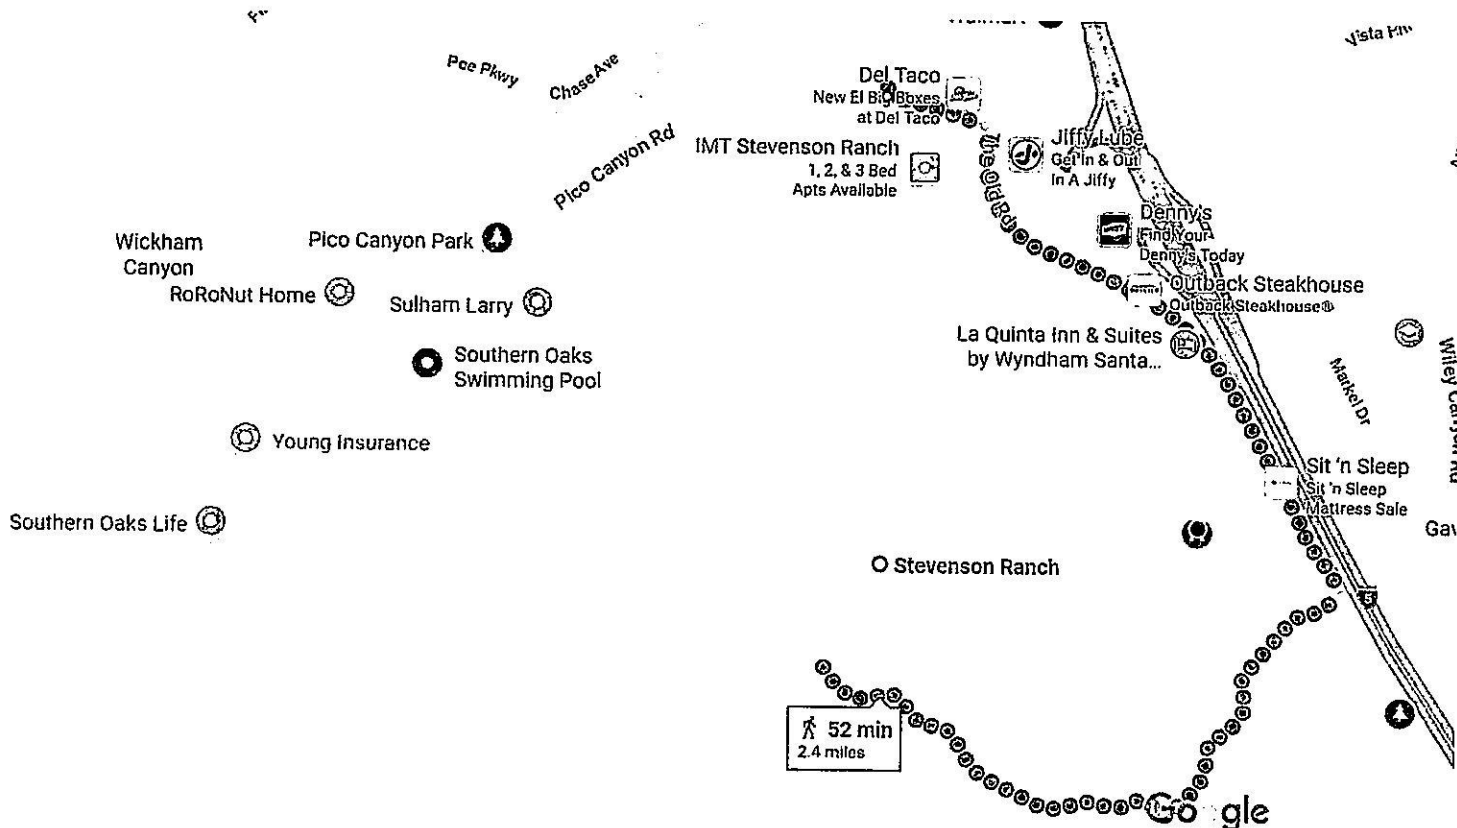 Poe Pkwy
Chase Ave
Pico Canyon Rd
Del Taco
New El Big Boxes
at Del Taco
IMT Stevenson Ranch
1, 2, & 3 Bed
Apts Available
The Old Rd
Jiffy Lube
Get In & Out
In A Jiffy
Denny's
Find Your
Denny's Today
Outback Steakhouse
Outback Steakhouse®
La Quinta Inn & Suites
by Wyndham Santa...
Wickham
Canyon
Pico Canyon Park
RoRoNut Home
Sulham Larry
Southern Oaks
Swimming Pool
Young Insurance
Southern Oaks Life
Markel Dr
Sit 'n Sleep
Sit 'n Sleep
Mattress Sale
Stevenson Ranch
5
52 min
2.4 miles
Google